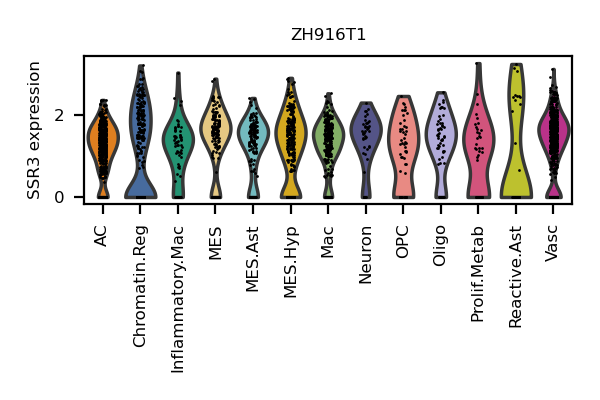 ZH916T1
SSR3 expression
2
0
AC
Chromatin.Reg
Inflammatory.Mac
MES
MES.Ast
MES.Hyp
Mac
Neuron
OPC
Oligo
Prolif.Metab
Reactive.Ast
Vasc